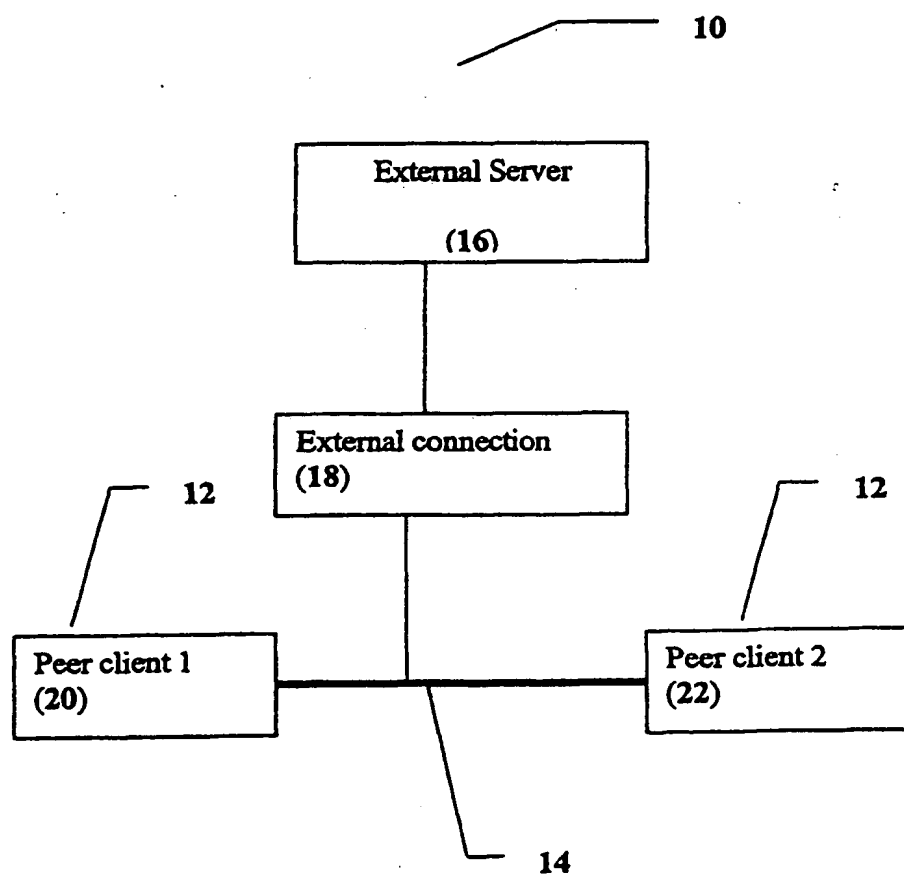 10
External Server
(16)
External connection
(18)
12
12
Peer client 1
(20)
Peer client 2
(22)
14